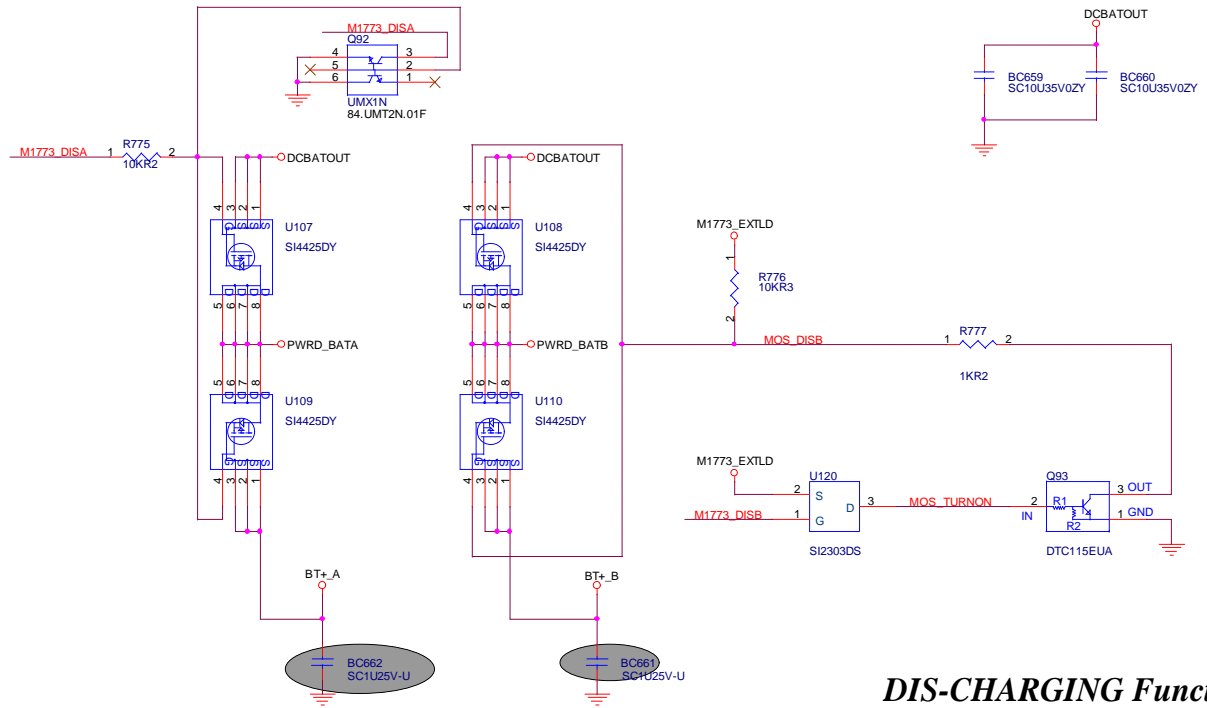 M1773_DISA
Q92
4 3
5 2
6 1
UMX1N
84.UMT2N.01F
DCBATOUT
BC659
SC10U35V0ZY
BC660
SC10U35V0ZY
M1773_DISA
1
R775
2
10KR2
DCBATOUT
4 3 2 1
G S S S
U107
SI4425DY
D D D D
5 6 7 8
PWRD_BATA
5 6 7 8
D D D D
U109
SI4425DY
G S S S
4 3 2 1
BT+_A
BC662
SC1U25V-U
DCBATOUT
4 3 2 1
G S S S
U108
SI4425DY
D D D D
5 6 7 8
PWRD_BATB
5 6 7 8
D D D D
U110
SI4425DY
G S S S
4 3 2 1
BT+_B
BC661
SC1U25V-U
M1773_EXTLD
1
R776
10KR3
2
MOS_DISB
1
R777
2
1KR2
M1773_EXTLD
M1773_DISB
U120
2 S
1 G
D 3
SI2303DS
MOS_TURNON
Q93
2
IN
R1
R2
3 OUT
1 GND
DTC115EUA
DIS-CHARGING Functi